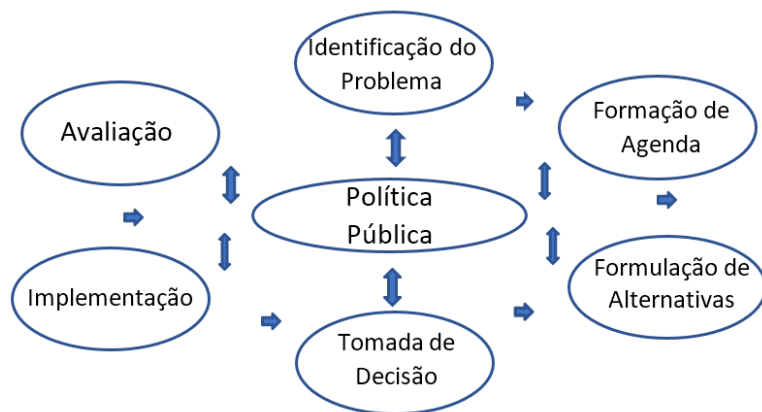 Identificação do
Problema
Formação de
Agenda
Avaliação
Política
Pública
Formulação de
Alternativas
Implementação
Tomada de
Decisão